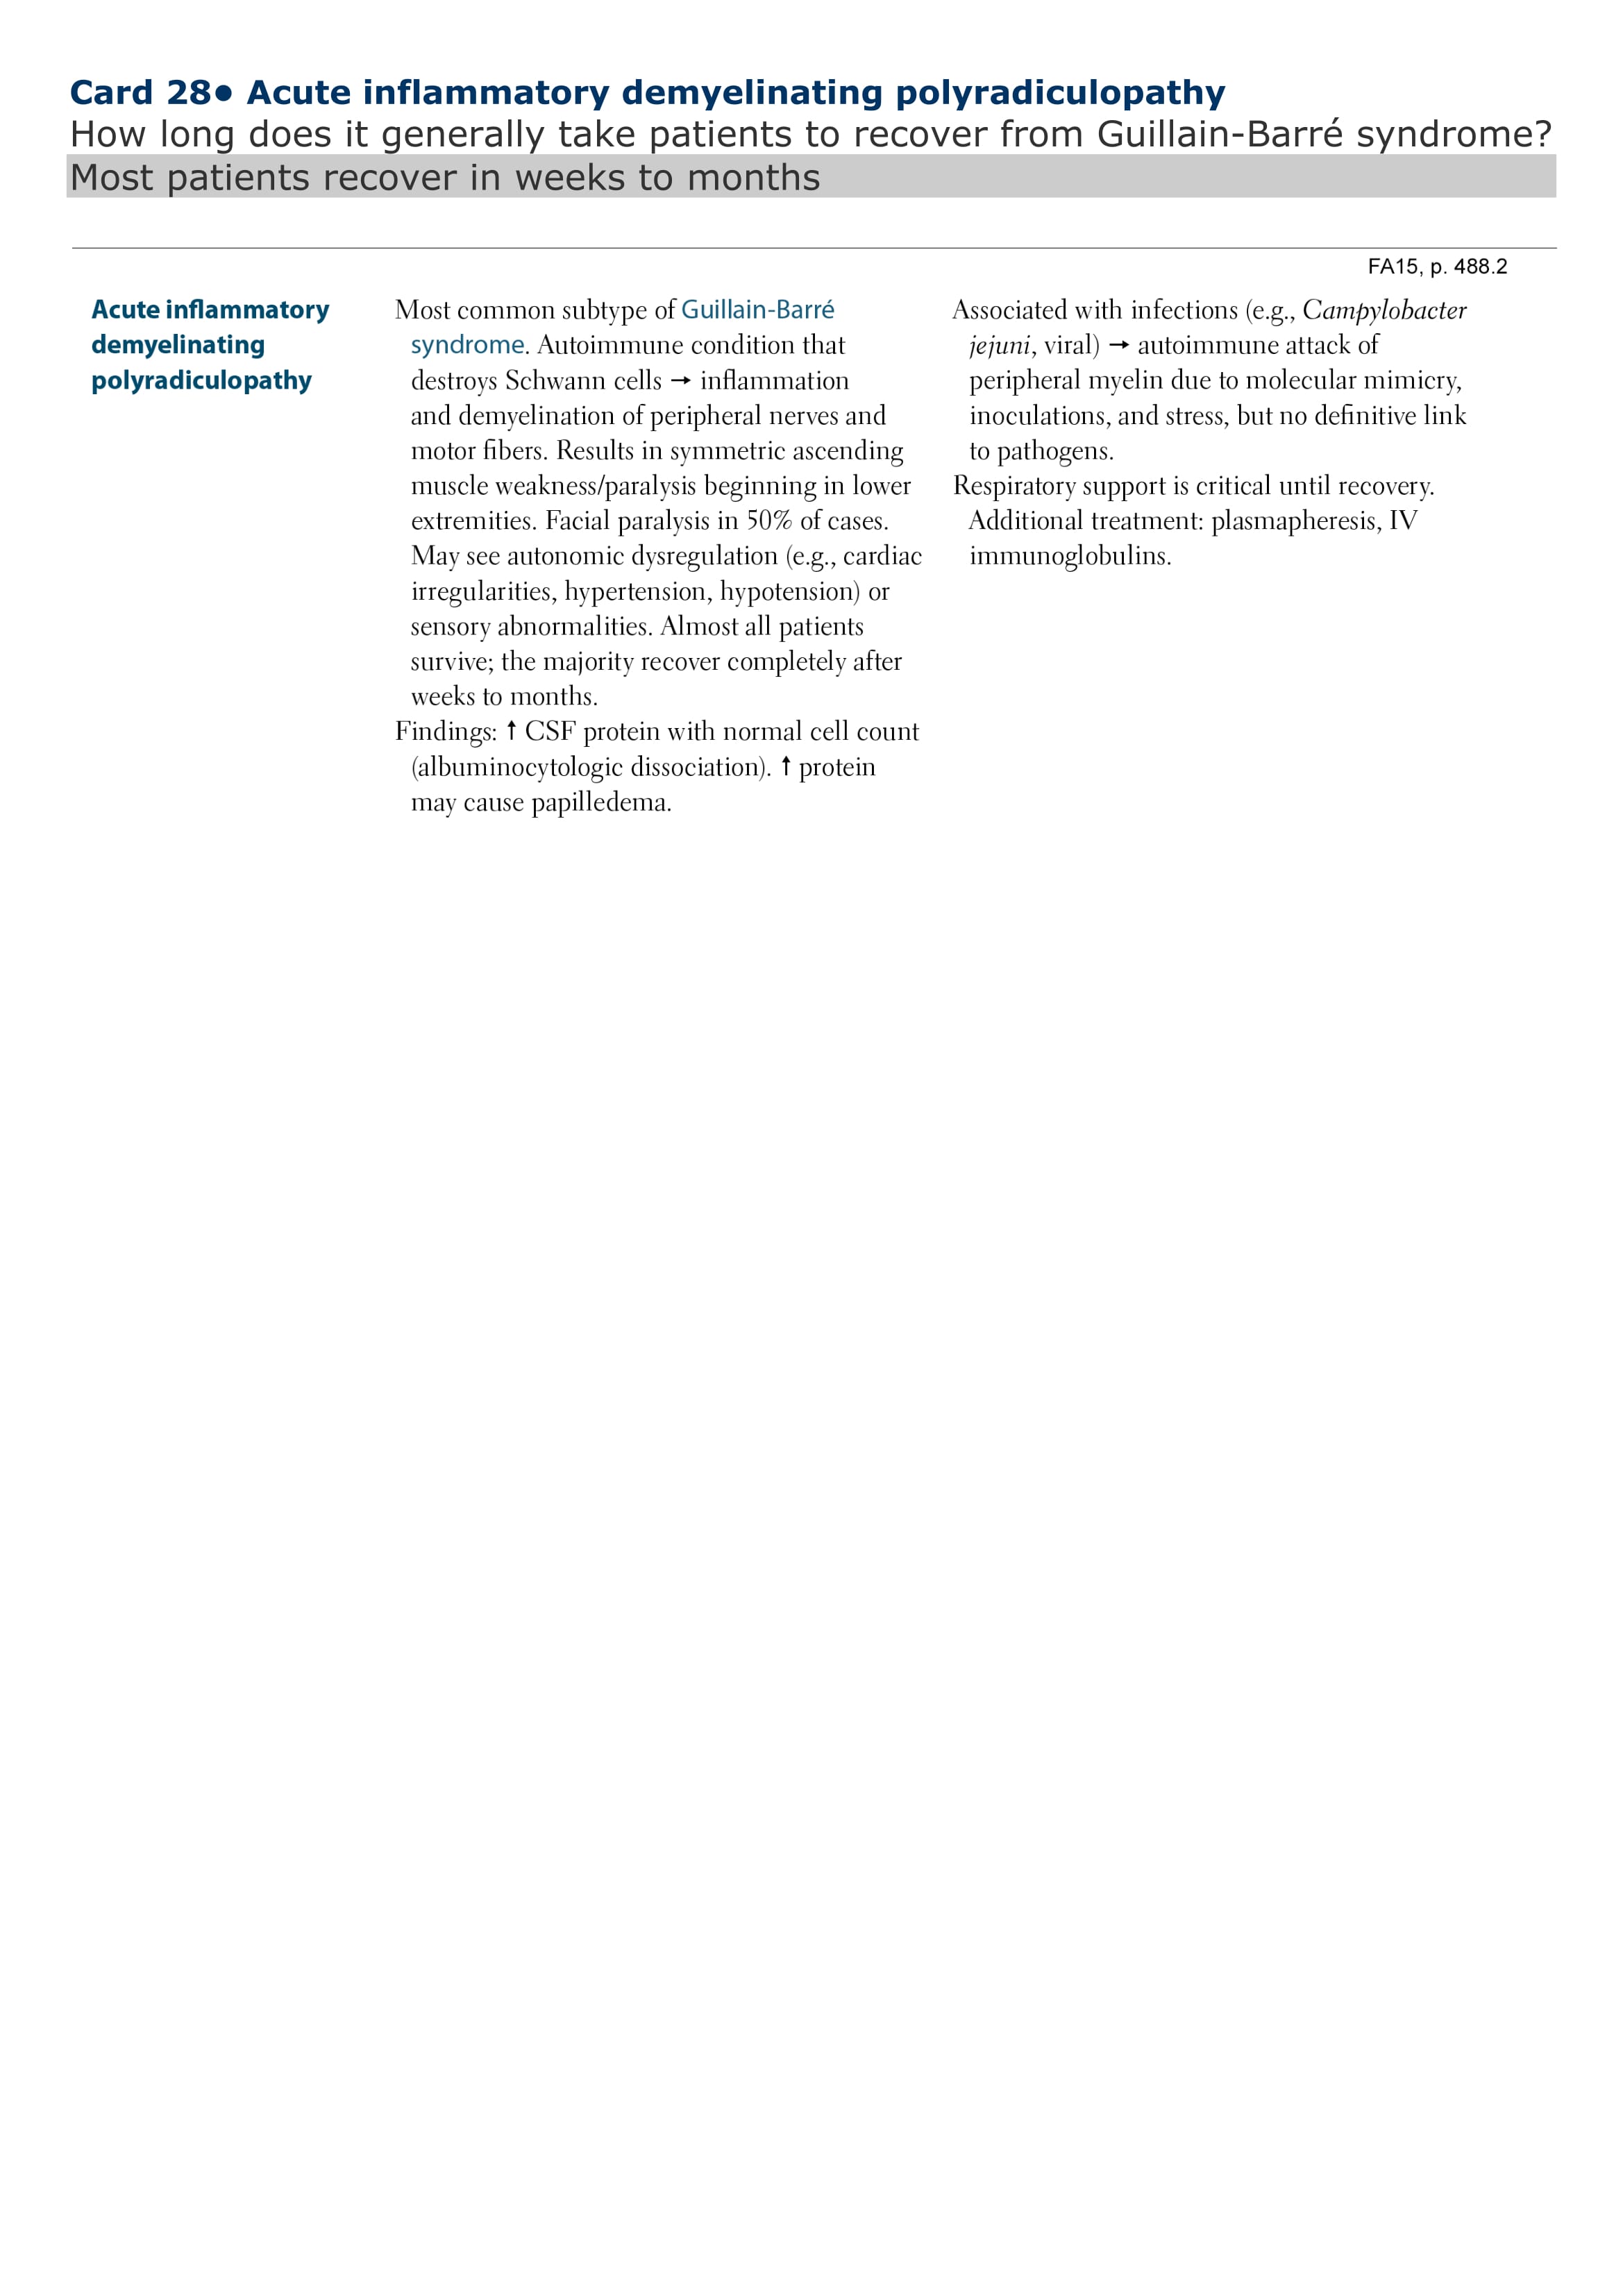 Card 28● Acute inflammatory demyelinating polyradiculopathy
How long does it generally take patients to recover from Guillain-Barré syndrome?
Most patients recover in weeks to months
FA15, p. 488.2
Acute inflammatory
demyelinating
polyradiculopathy
Most common subtype of Guillain-Barré
syndrome. Autoimmune condition that
destroys Schwann cells → inflammation
and demyelination of peripheral nerves and
motor fibers. Results in symmetric ascending
muscle weakness/paralysis beginning in lower
extremities. Facial paralysis in 50% of cases.
May see autonomic dysregulation (e.g., cardiac
irregularities, hypertension, hypotension) or
sensory abnormalities. Almost all patients
survive; the majority recover completely after
weeks to months.
Findings: ↑ CSF protein with normal cell count
(albuminocytologic dissociation). ↑ protein
may cause papilledema.
Associated with infections (e.g., Campylobacter
jejuni, viral) → autoimmune attack of
peripheral myelin due to molecular mimicry,
inoculations, and stress, but no definitive link
to pathogens.
Respiratory support is critical until recovery.
Additional treatment: plasmapheresis, IV
immunoglobulins.